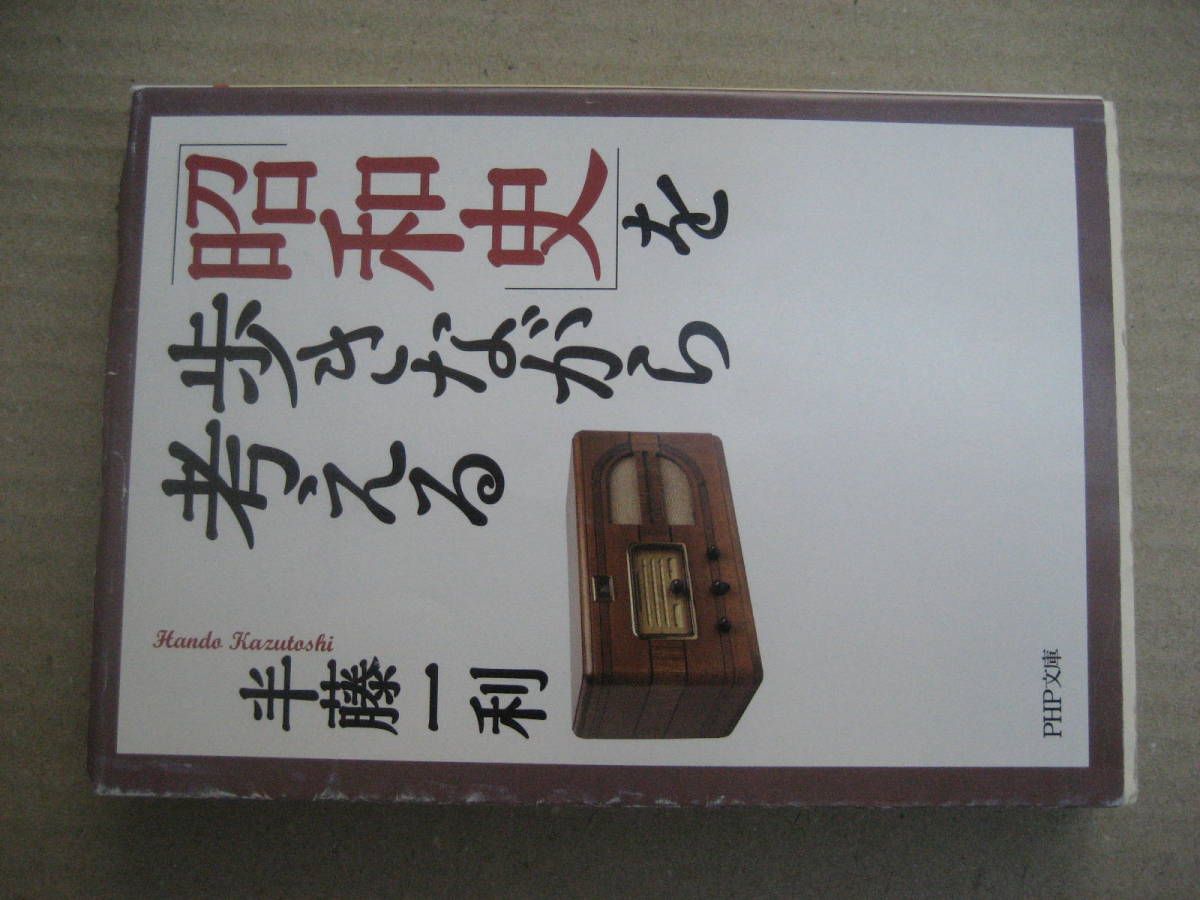 「昭和史」を
歩きながら
考える
Hando Kazutoshi
半藤一利
PHP文庫